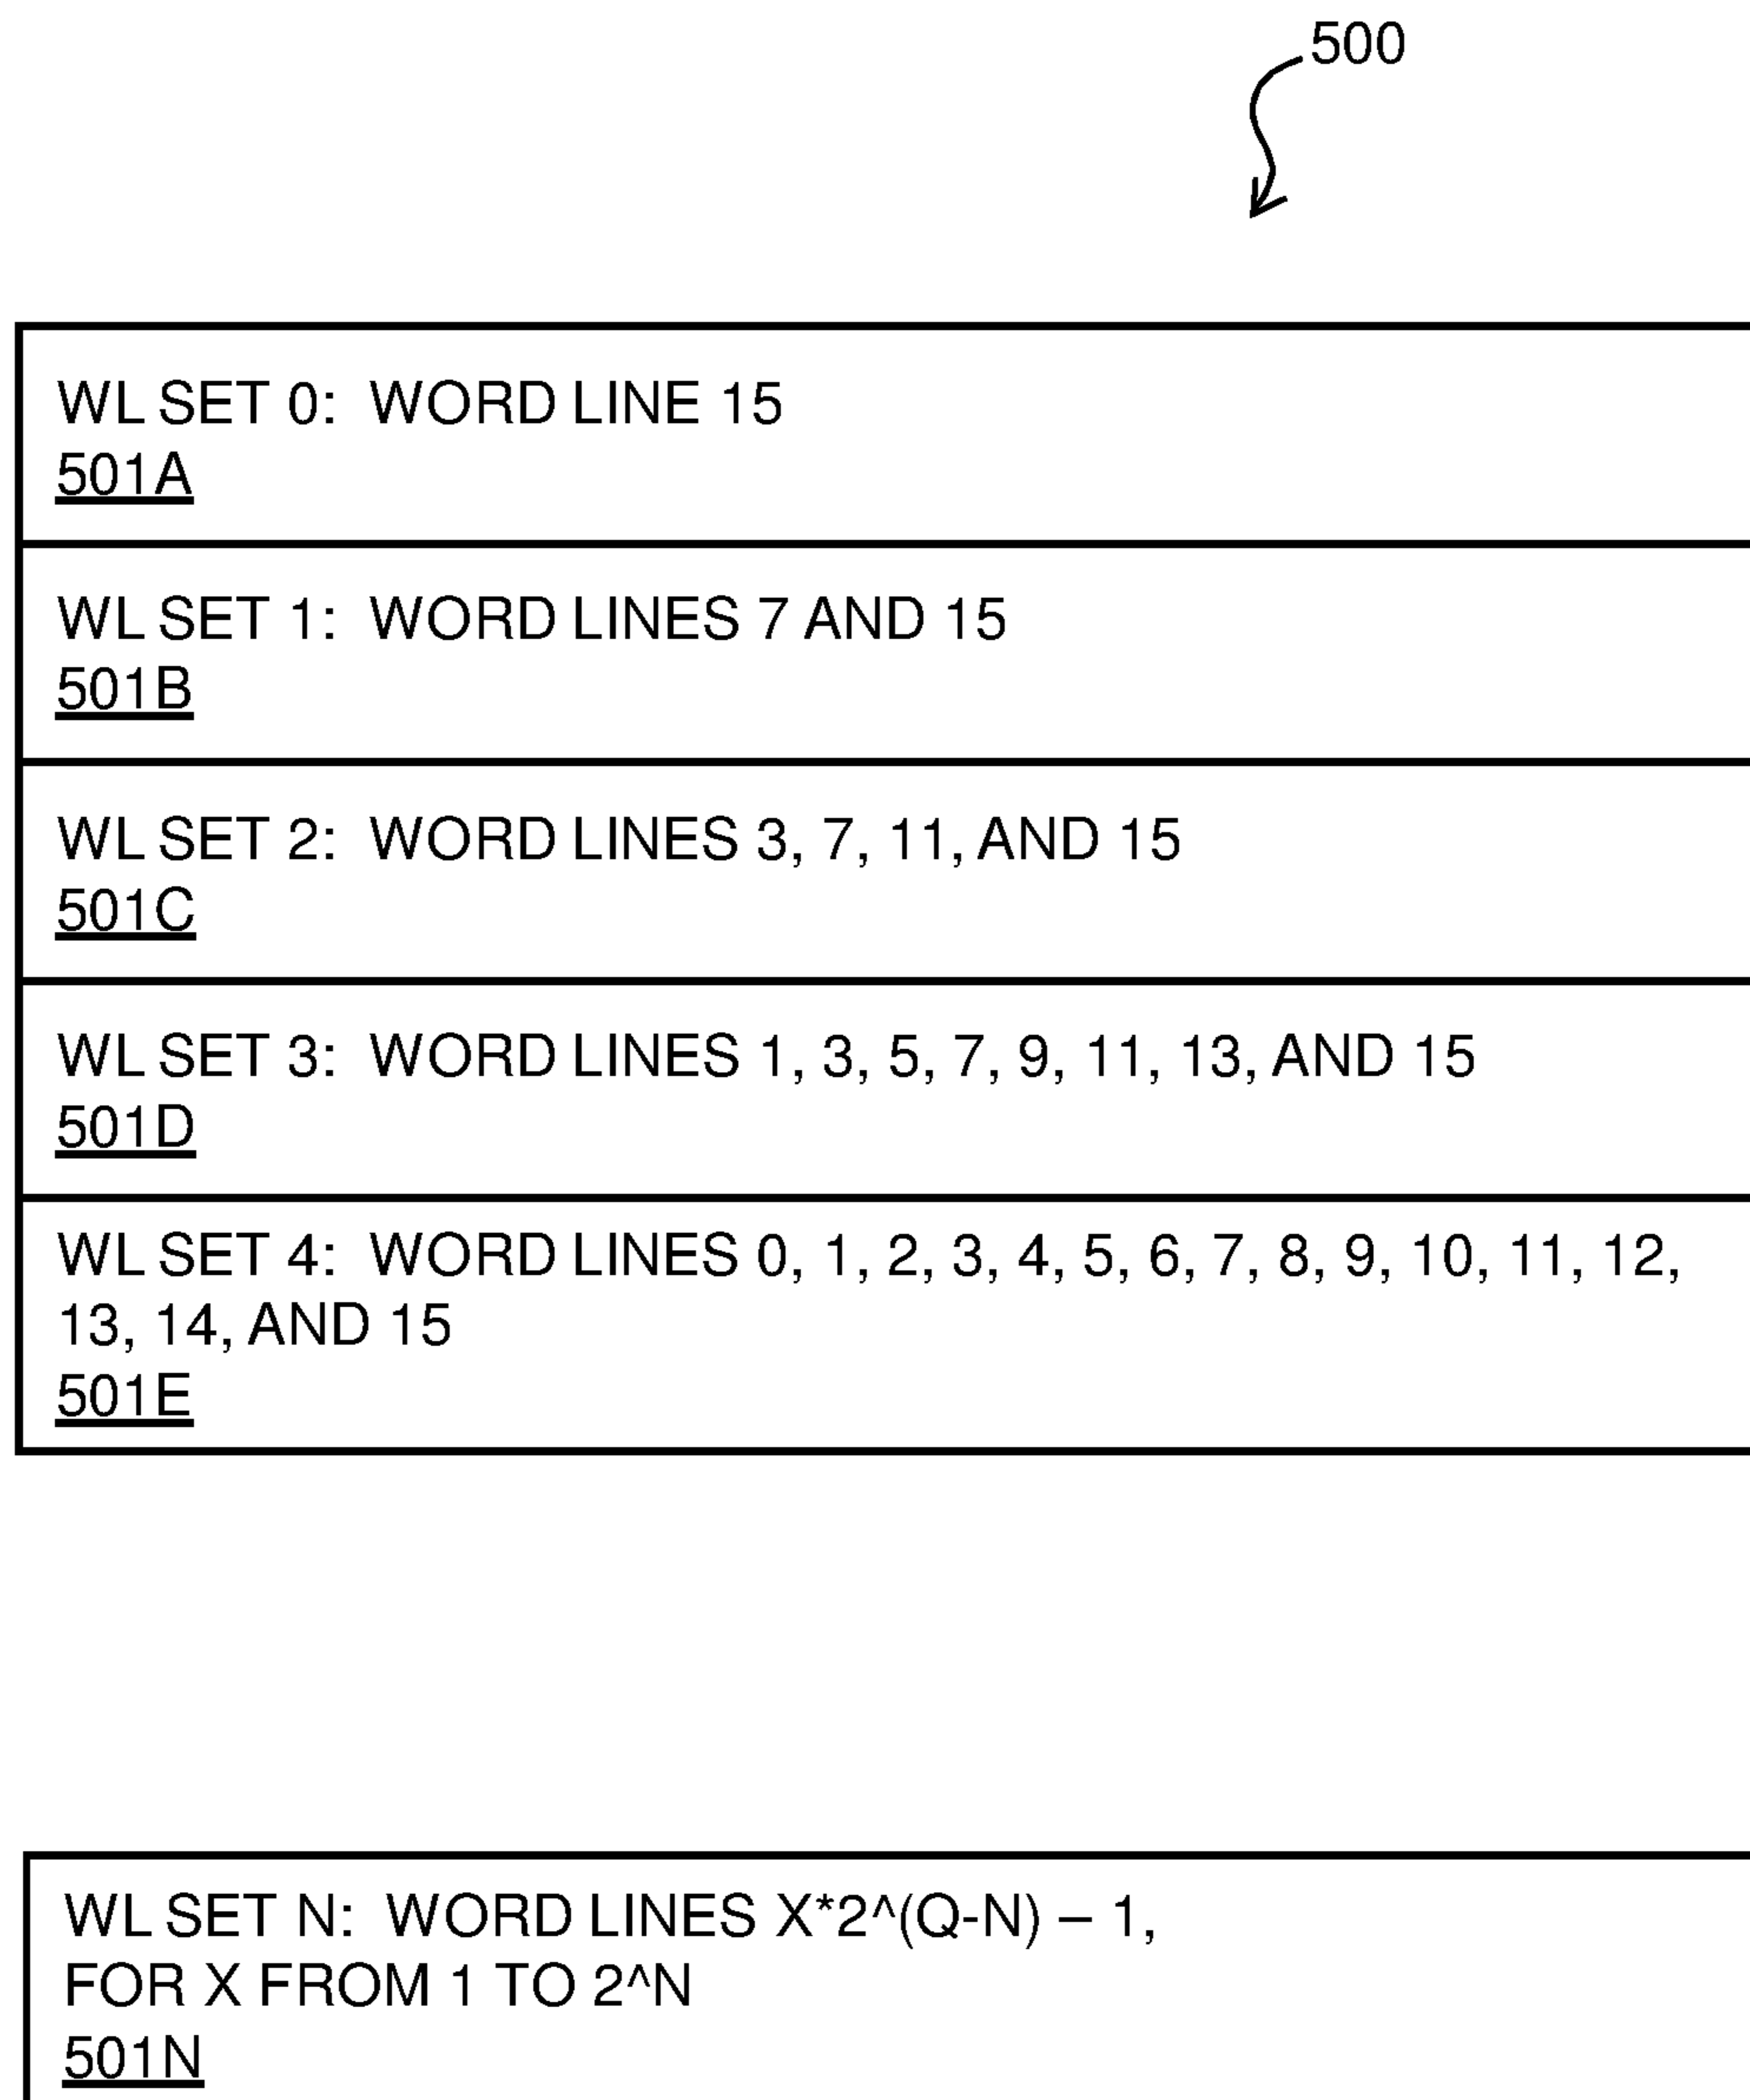 500
WL SET 0: WORD LINE 15
501A
WL SET 1: WORD LINES 7 AND 15
501B
WL SET 2: WORD LINES 3, 7, 11, AND 15
501C
WL SET 3: WORD LINES 1, 3, 5, 7, 9, 11, 13, AND 15
501D
WL SET 4: WORD LINES 0, 1, 2, 3, 4, 5, 6, 7, 8, 9, 10, 11, 12,
13, 14, AND 15
501E
WL SET N: WORD LINES X*2^(Q-N) – 1,
FOR X FROM 1 TO 2^N
501N